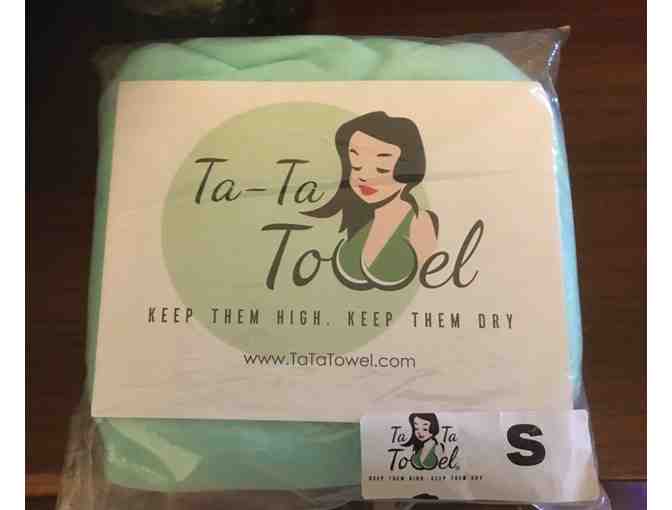 Ta-Ta
Towel
KEEP THEM HIGH. KEEP THEM DRY
www.TaTaTowel.com
Ta Ta
Towel
KEEP THEM HIGH. KEEP THEM DRY
S